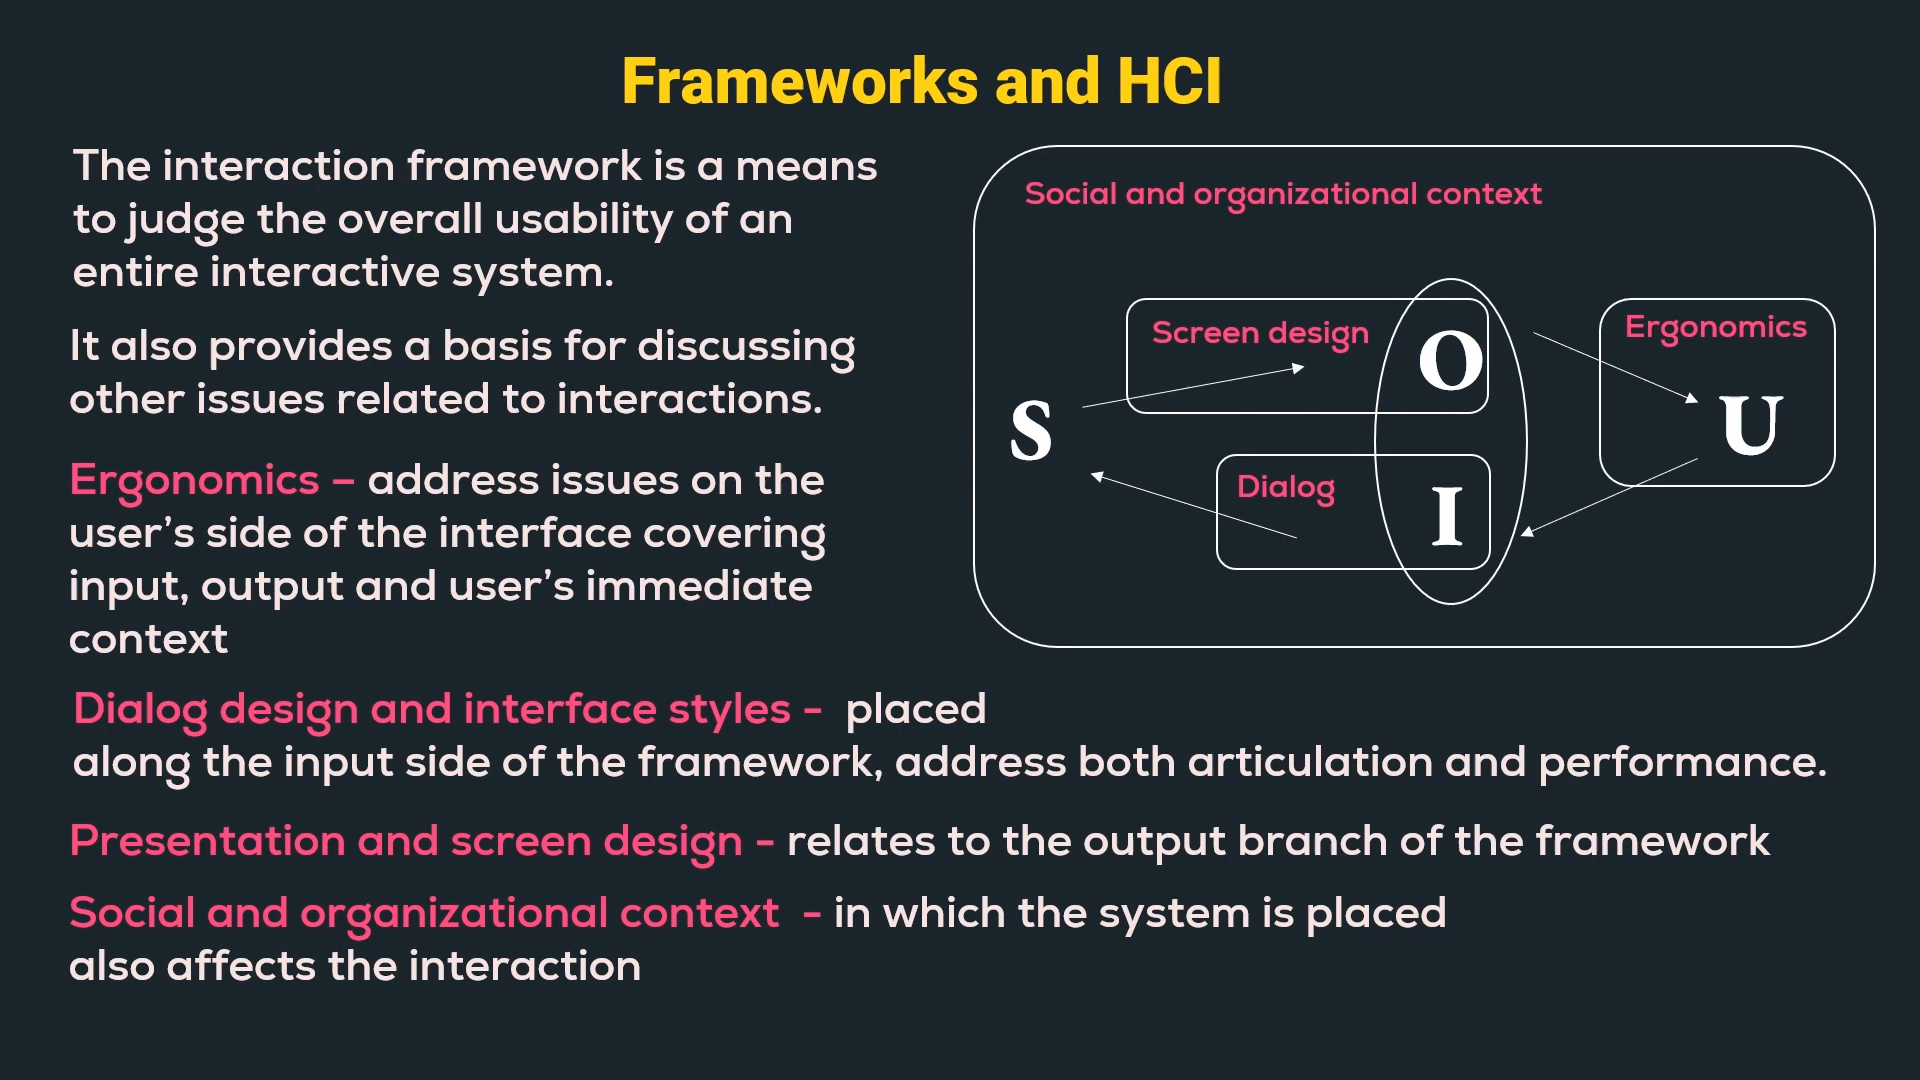 Frameworks and HCI
The interaction framework is a means
to judge the overall usability of an
entire interactive system.
It also provides a basis for discussing
other issues related to interactions.
Ergonomics – address issues on the
user’s side of the interface covering
input, output and user’s immediate
context
Dialog design and interface styles - placed
along the input side of the framework, address both articulation and performance.
Presentation and screen design - relates to the output branch of the framework
Social and organizational context - in which the system is placed
also affects the interaction
Social and organizational context
Screen design
O
Ergonomics
S
U
Dialog
I